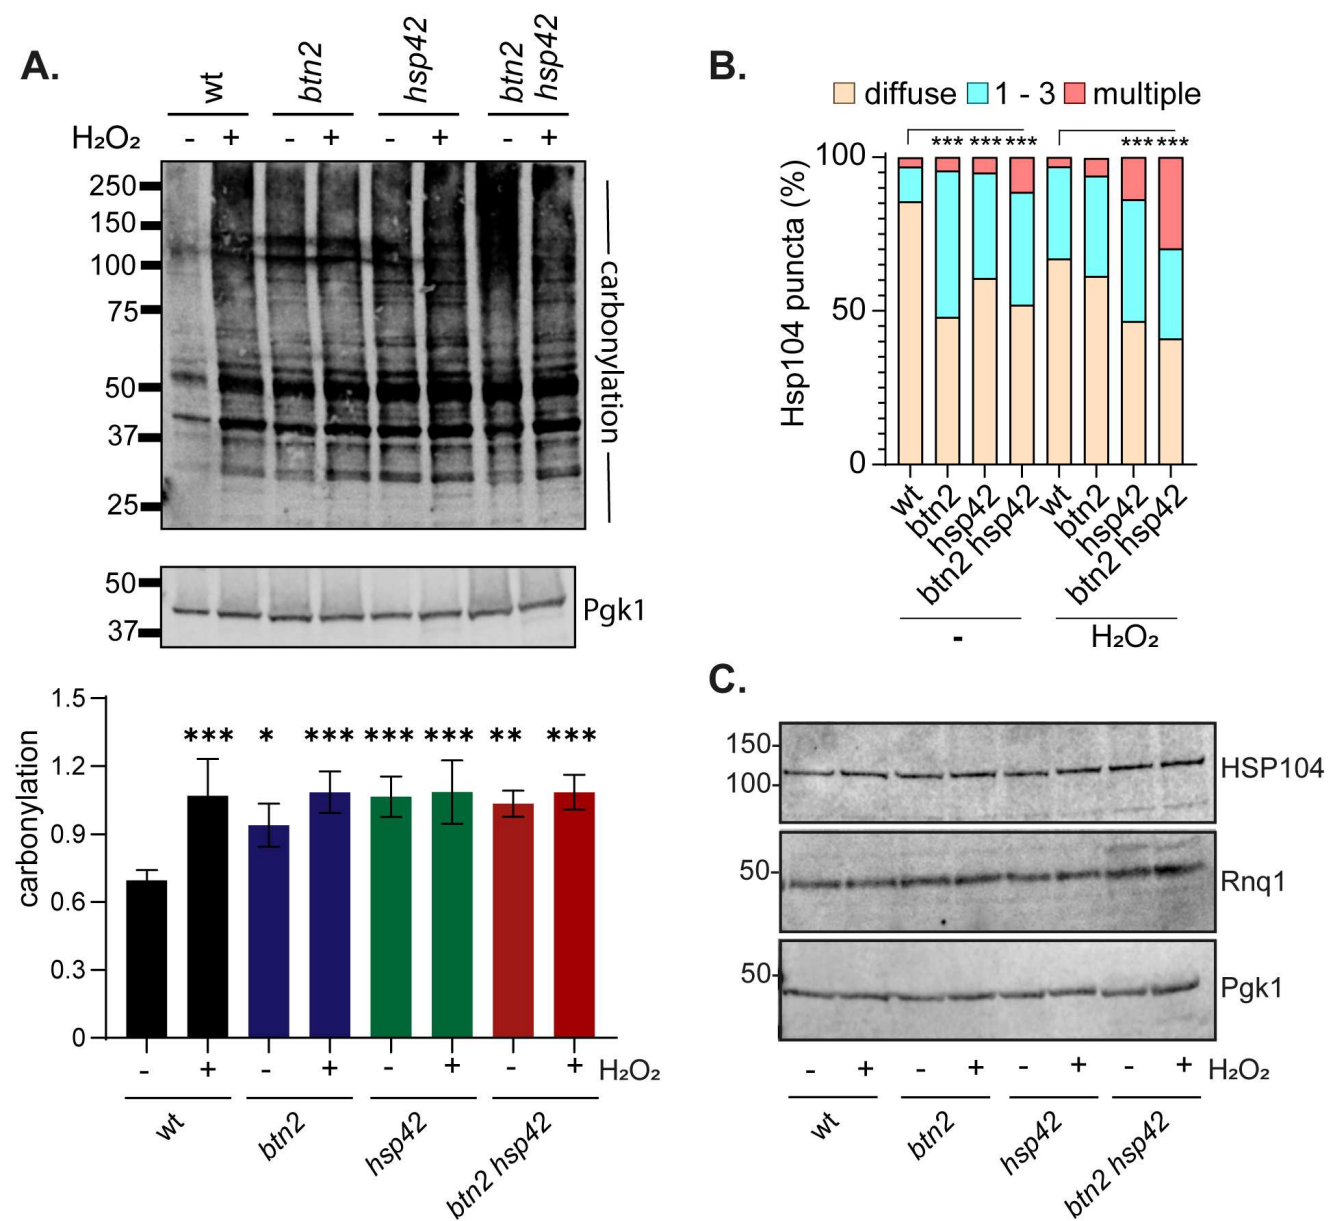 A.
wt
btn2
hsp42
btn2
hsp42
H₂O₂ - + - + - + - +
250
150
100
75
50
37
25
carbonylation
50
37
Pgk1
carbonylation
1.5
1.2
0.9
0.6
0.3
0
*** * *** *** *** ** ***
- + - + - + - + H₂O₂
wt
btn2
hsp42
btn2 hsp42
B.
diffuse 1 - 3 multiple
Hsp104 puncta (%)
100
50
0
*** *** *** *** ***
wt
btn2
hsp42
btn2 hsp42
wt
btn2
hsp42
btn2 hsp42
- H₂O₂
C.
150
100
HSP104
50
Rnq1
50
Pgk1
- + - + - + - + H₂O₂
wt
btn2
hsp42
btn2 hsp42